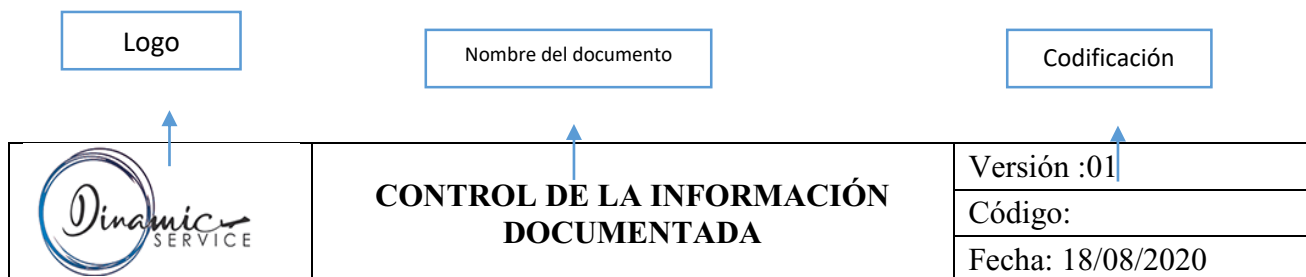 Logo
Nombre del documento
Codificación
Dinamic
SERVICE
CONTROL DE LA INFORMACIÓN
DOCUMENTADA
Versión :01
Código:
Fecha: 18/08/2020